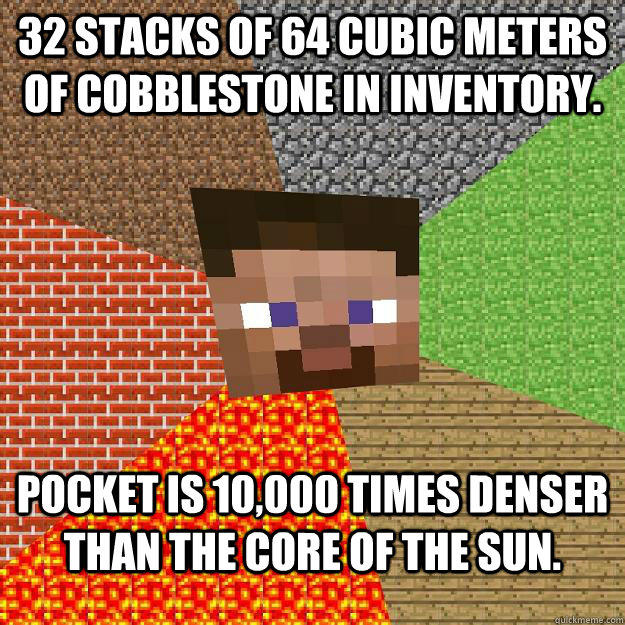 32 STACKS OF 64 CUBIC METERS
OF COBBLESTONE IN INVENTORY.
POCKET IS 10,000 TIMES DENSER
THAN THE CORE OF THE SUN.
quickmeme.com